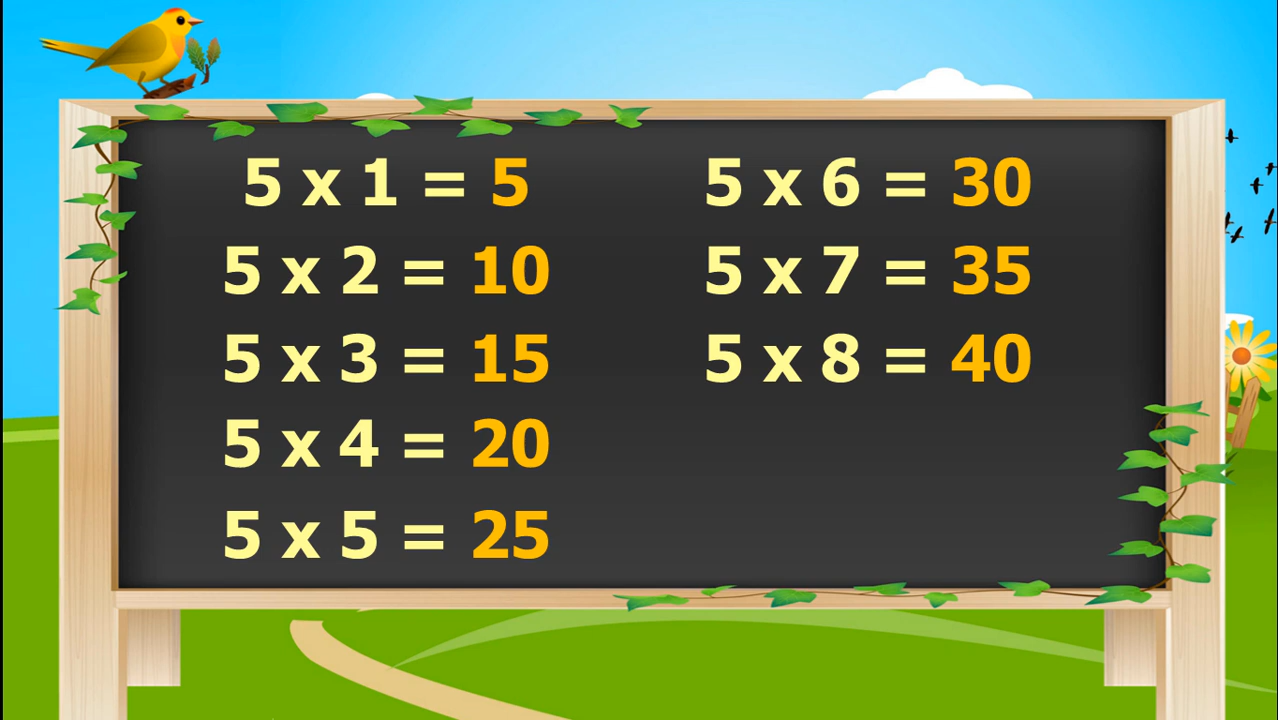 5 x 1 = 5
5 x 2 = 10
5 x 3 = 15
5 x 4 = 20
5 x 5 = 25
5 x 6 = 30
5 x 7 = 35
5 x 8 = 40